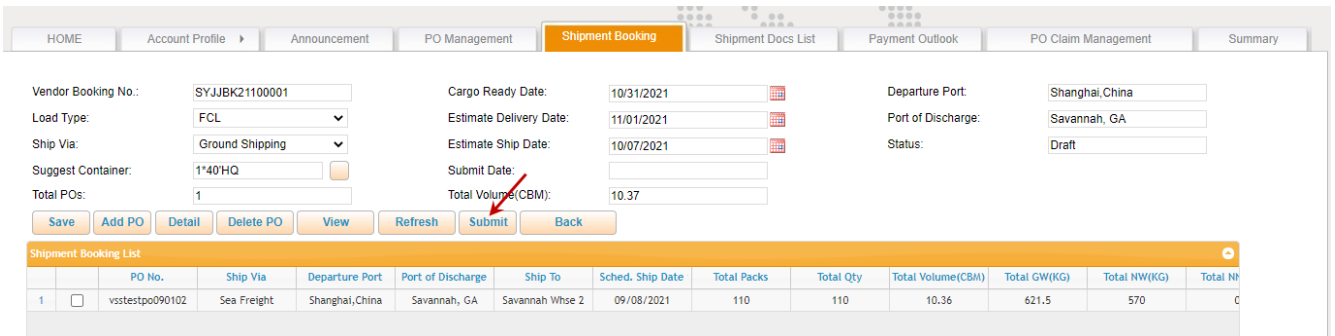 HOME Account Profile Announcement PO Management Shipment Booking Shipment Docs List Payment Outlook PO Claim Management Summary
Vendor Booking No.: SYJJBK21100001 Cargo Ready Date: 10/31/2021 Departure Port: Shanghai,China
Load Type: FCL Estimate Delivery Date: 11/01/2021 Port of Discharge: Savannah, GA
Ship Via: Ground Shipping Estimate Ship Date: 10/07/2021 Status: Draft
Suggest Container: 1*40'HQ Submit Date:
Total POs: 1 Total Volume(CBM): 10.37
Save Add PO Detail Delete PO View Refresh Submit Back
Shipment Booking List
PO No. Ship Via Departure Port Port of Discharge Ship To Sched. Ship Date Total Packs Total Qty Total Volume(CBM) Total GW(KG) Total NW(KG) Total
1 vsstestpo090102 Sea Freight Shanghai,China Savannah, GA Savannah Whse 2 09/08/2021 110 110 10.36 621.5 570